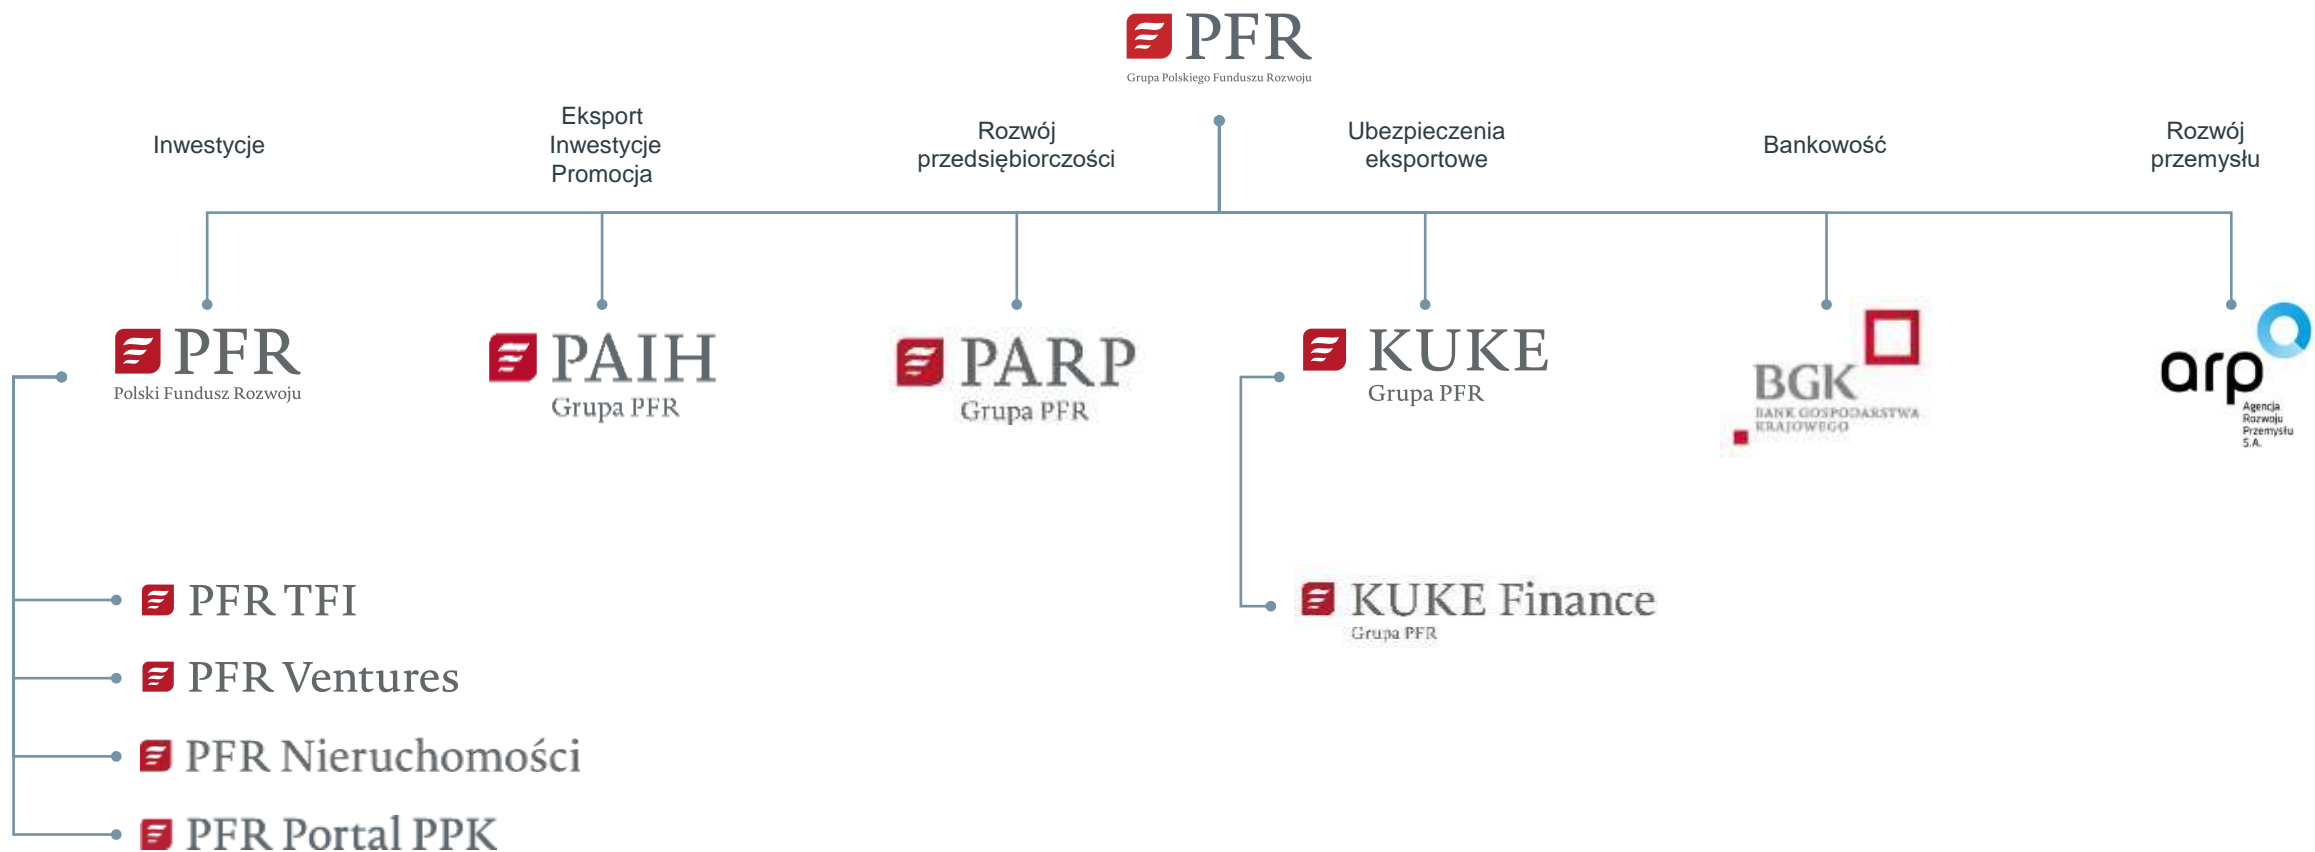 PFR
Grupa Polskiego Funduszu Rozwoju
Inwestycje
Eksport
Inwestycje
Promocja
Rozwój
przedsiębiorczości
Ubezpieczenia
eksportowe
Bankowość
Rozwój
przemysłu
PFR
Polski Fundusz Rozwoju
PAIH
Grupa PFR
PARP
Grupa PFR
KUKE
Grupa PFR
BGK
BANK GOSPODARSTWA
KRAJOWEGO
arp
Agencja
Rozwoju
Przemysłu
S.A.
PFR TFI
PFR Ventures
PFR Nieruchomości
PFR Portal PPK
KUKE Finance
Grupa PFR